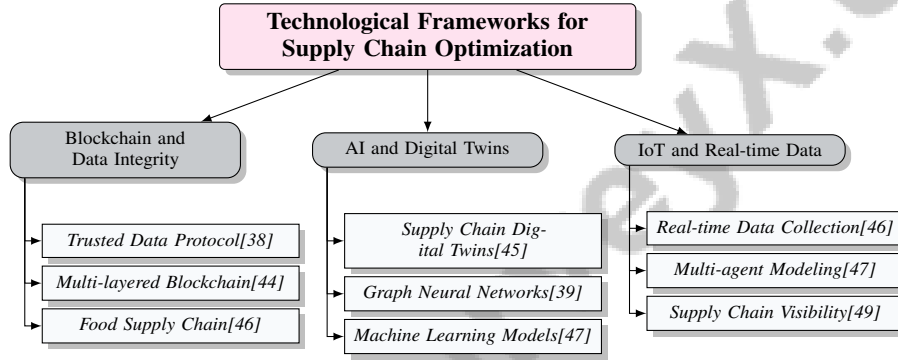 Technological Frameworks for
Supply Chain Optimization
Blockchain and
Data Integrity
AI and Digital Twins
IoT and Real-time Data
Trusted Data Protocol[38]
Multi-layered Blockchain[44]
Food Supply Chain[46]
Supply Chain Dig-
ital Twins[45]
Graph Neural Networks[39]
Machine Learning Models[47]
Real-time Data Collection[46]
Multi-agent Modeling[47]
Supply Chain Visibility[49]